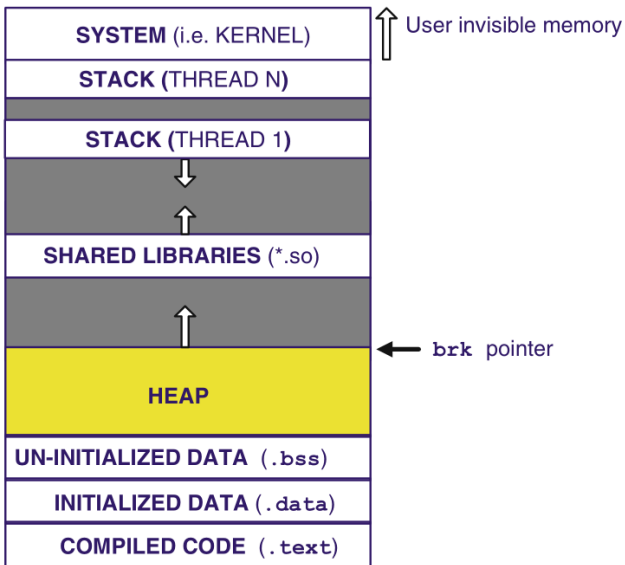 SYSTEM (i.e. KERNEL)
User invisible memory
STACK (THREAD N)
STACK (THREAD 1)
SHARED LIBRARIES (*.so)
brk pointer
HEAP
UN-INITIALIZED DATA (.bss)
INITIALIZED DATA (.data)
COMPILED CODE (.text)